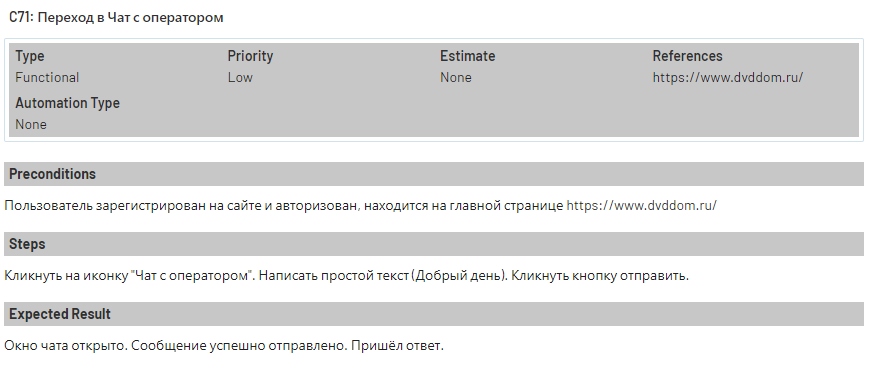 C71: Переход в Чат с оператором
Type Priority Estimate References
Functional Low None https://www.dvddom.ru/
Automation Type
None
Preconditions
Пользователь зарегистрирован на сайте и авторизован, находится на главной странице https://www.dvddom.ru/
Steps
Кликнуть на иконку "Чат с оператором". Написать простой текст (Добрый день). Кликнуть кнопку отправить.
Expected Result
Окно чата открыто. Сообщение успешно отправлено. Пришёл ответ.